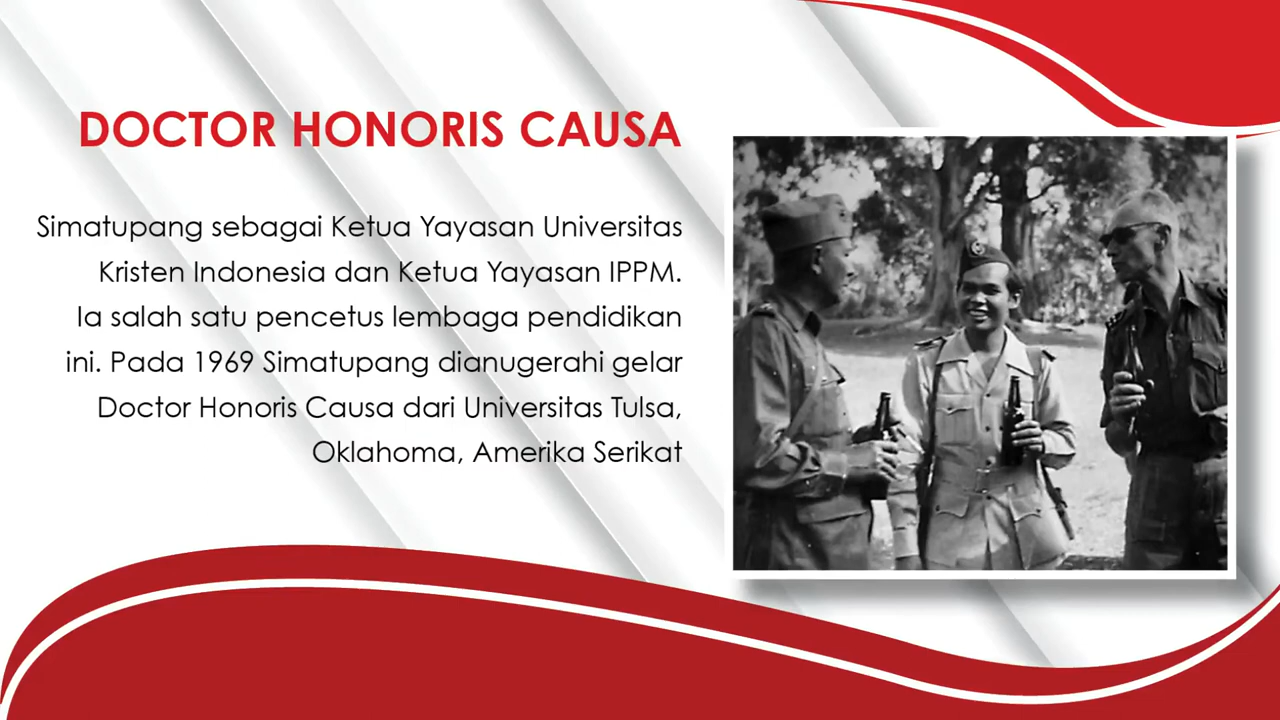 DOCTOR HONORIS CAUSA
Simatupang sebagai Ketua Yayasan Universitas
Kristen Indonesia dan Ketua Yayasan IPPM.
Ia salah satu pencetus lembaga pendidikan
ini. Pada 1969 Simatupang dianugerahi gelar
Doctor Honoris Causa dari Universitas Tulsa,
Oklahoma, Amerika Serikat